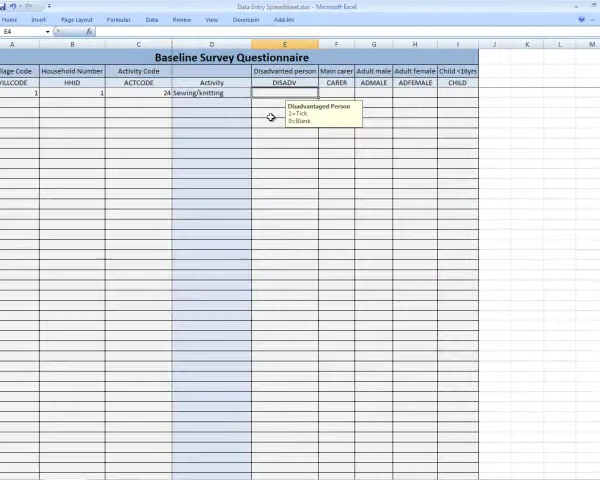 Data Entry Spreadsheet.xlsx - Microsoft Excel
Home Insert Page Layout Formulas Data Review View Developer Add-Ins
E4 fx
A B C D E F G H I J K L M
Baseline Survey Questionnaire
llage Code Household Number Activity Code Disadvanted person Main carer Adult male Adult female Child <16yrs
VILLCODE HHID ACTCODE Activity DISADV CARER ADMALE ADFEMALE CHILD
1 1 24 Sewing/knitting
Disadvantaged Person
1=Tick
0=Blank